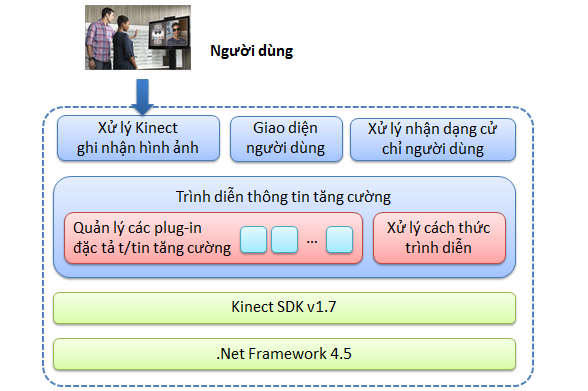 Người dùng
Xử lý Kinect
ghi nhận hình ảnh
Giao diện
người dùng
Xử lý nhận dạng cử
chỉ người dùng
Trình diễn thông tin tăng cường
Quản lý các plug-in
đặc tả t/tin tăng cường
...
Xử lý cách thức
trình diễn
Kinect SDK v1.7
.Net Framework 4.5